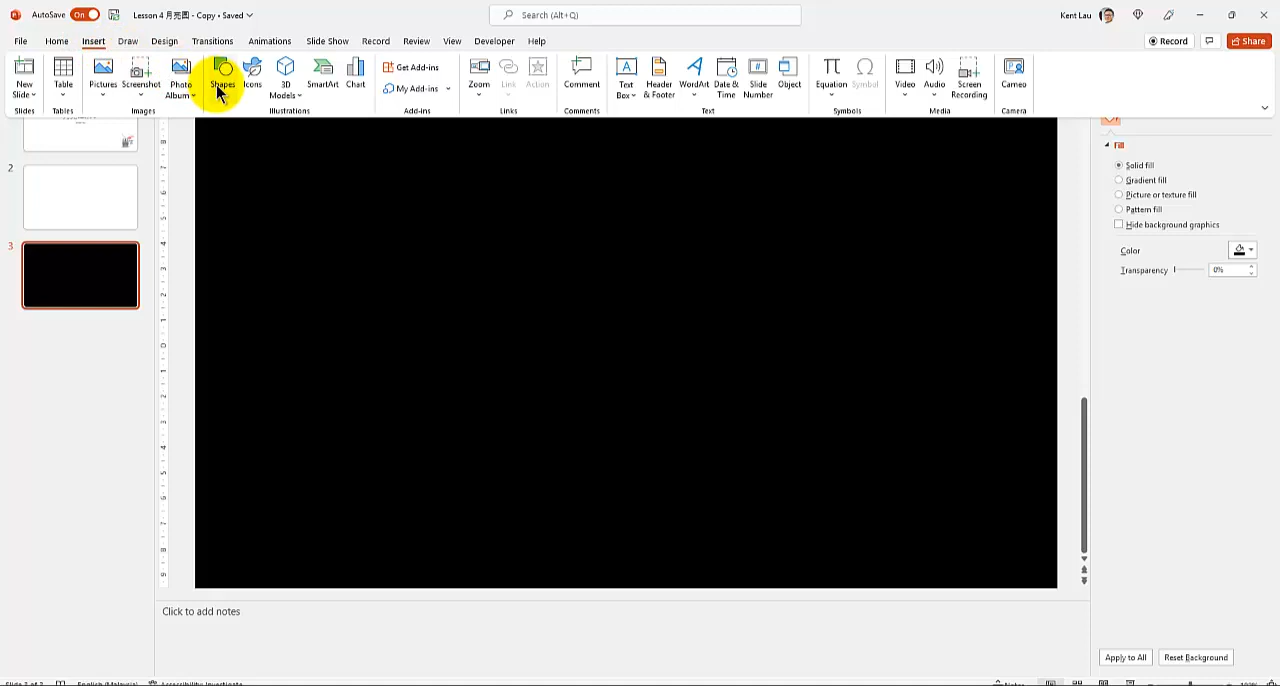 AutoSave On Lesson 4 月亮圆 - Copy • Saved Search (Alt+Q) Kent Lau
File Home Insert Draw Design Transitions Animations Slide Show Record Review View Developer Help Record Share
New Slide Table Pictures Screenshot Photo Album Shapes Icons 3D Models SmartArt Chart Get Add-ins My Add-ins Zoom Link Action Comment Text Box Header & Footer WordArt Date & Time Slide Number Object Equation Symbol Video Audio Screen Recording Cameo
Slides Tables Images Illustrations Add-ins Links Comments Text Symbols Media Camera
Fill
Solid fill
Gradient fill
Picture or texture fill
Pattern fill
Hide background graphics
Color
Transparency 0%
2
3
Click to add notes
Apply to All Reset Background